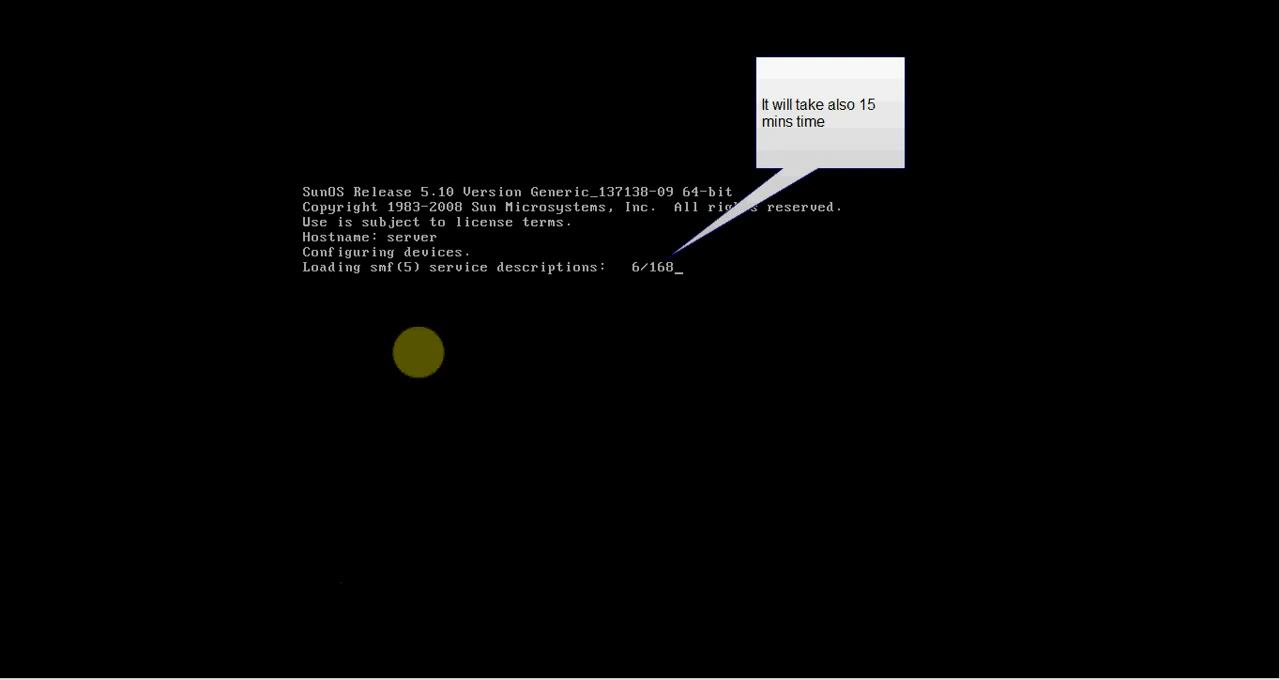 It will take also 15
mins time
SunOS Release 5.10 Version Generic_137138-09 64-bit
Copyright 1983-2008 Sun Microsystems, Inc.  All rights reserved.
Use is subject to license terms.
Hostname: server
Configuring devices.
Loading smf(5) service descriptions:   6/168_